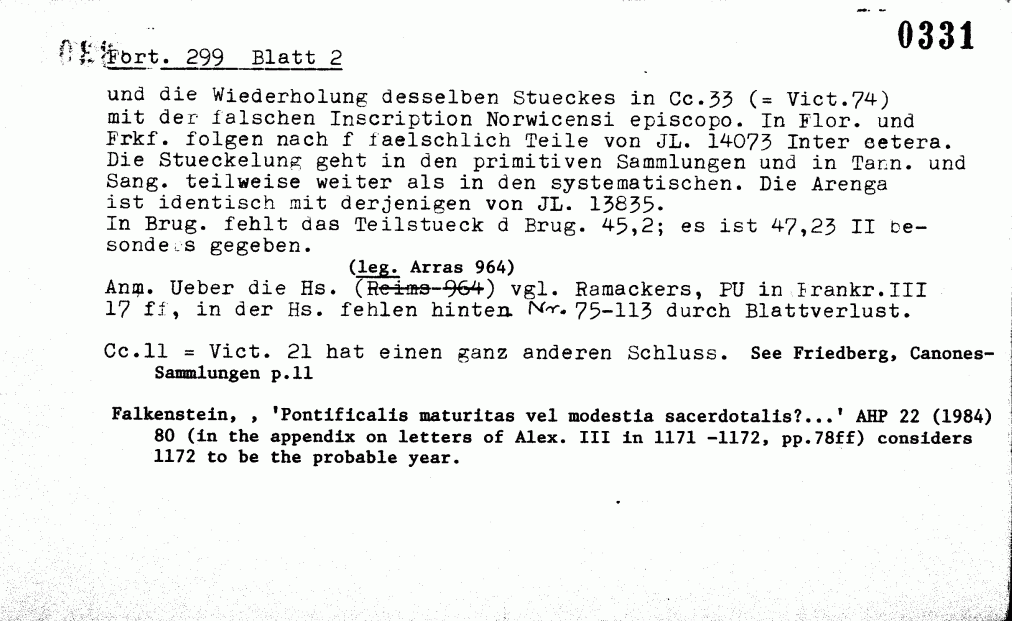 0331
Fort. 299 Blatt 2
und die Wiederholung desselben Stueckes in Cc.33 (= Vict.74)
mit der falschen Inscription Norwicensi episcopo. In Flor. und
Frkf. folgen nach f faelschlich Teile von JL. 14073 Inter cetera.
Die Stueckelung geht in den primitiven Sammlungen und in Tann. und
Sang. teilweise weiter als in den systematischen. Die Arenga
ist identisch mit derjenigen von JL. 13835.
In Brug. fehlt das Teilstueck d Brug. 45,2; es ist 47,23 II be-
sonders gegeben.
(leg. Arras 964)
Anm. Ueber die Hs. (Reims 964) vgl. Ramackers, PU in Frankr.III
17 ff, in der Hs. fehlen hinten Nr. 75-113 durch Blattverlust.
Cc.11 = Vict. 21 hat einen ganz anderen Schluss. See Friedberg, Canones-
Sammlungen p.11
Falkenstein, , 'Pontificalis maturitas vel modestia sacerdotalis?...' AHP 22 (1984)
80 (in the appendix on letters of Alex. III in 1171 -1172, pp.78ff) considers
1172 to be the probable year.